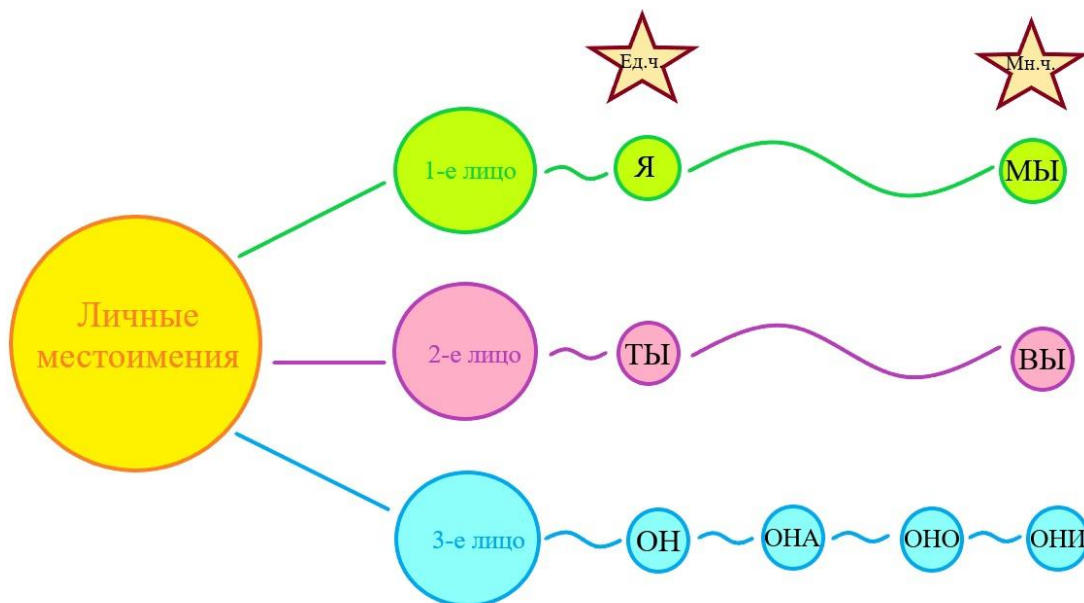 Ед.ч.
Мн.ч.
1-е лицо
Я
МЫ
Личные
местоимения
2-е лицо
ТЫ
ВЫ
3-е лицо
ОН
ОНА
ОНО
ОНИ